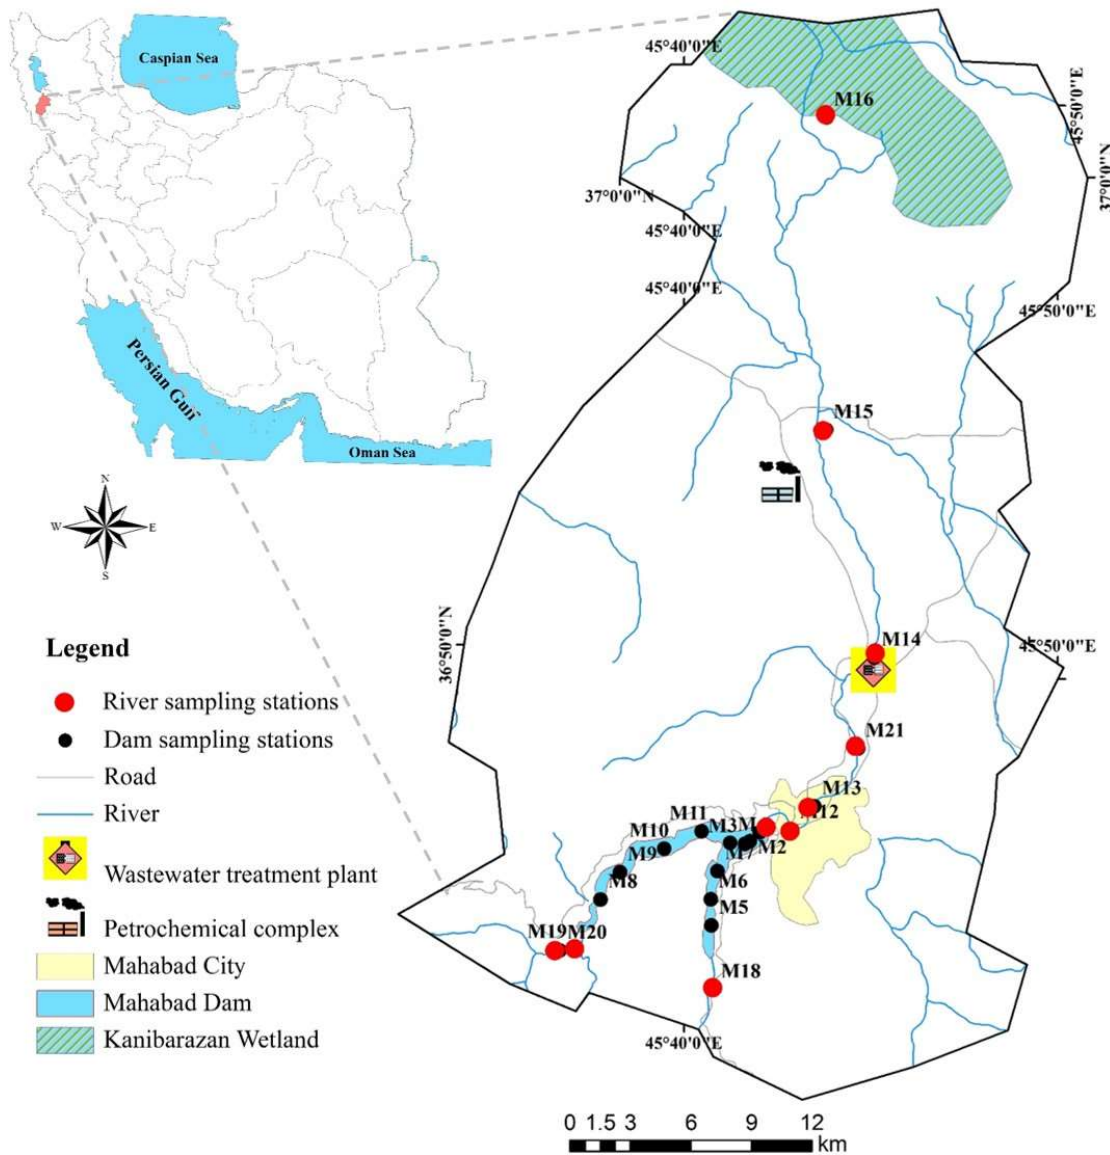 Caspian Sea
Persian Gulf
Oman Sea
N
W
E
S
45°40'0"E
45°50'0"E
M16
37°0'0"N
37°0'0"N
45°40'0"E
45°40'0"E
45°50'0"E
M15
36°50'0"N
M14
45°50'0"E
M21
M13
M12
M11
M3
M
M10
M2
M9
M7
M8
M6
M5
M19
M20
M18
45°40'0"E
Legend
River sampling stations
Dam sampling stations
Road
River
Wastewater treatment plant
Petrochemical complex
Mahabad City
Mahabad Dam
Kanibarazan Wetland
0 1.5 3 6 9 12
km